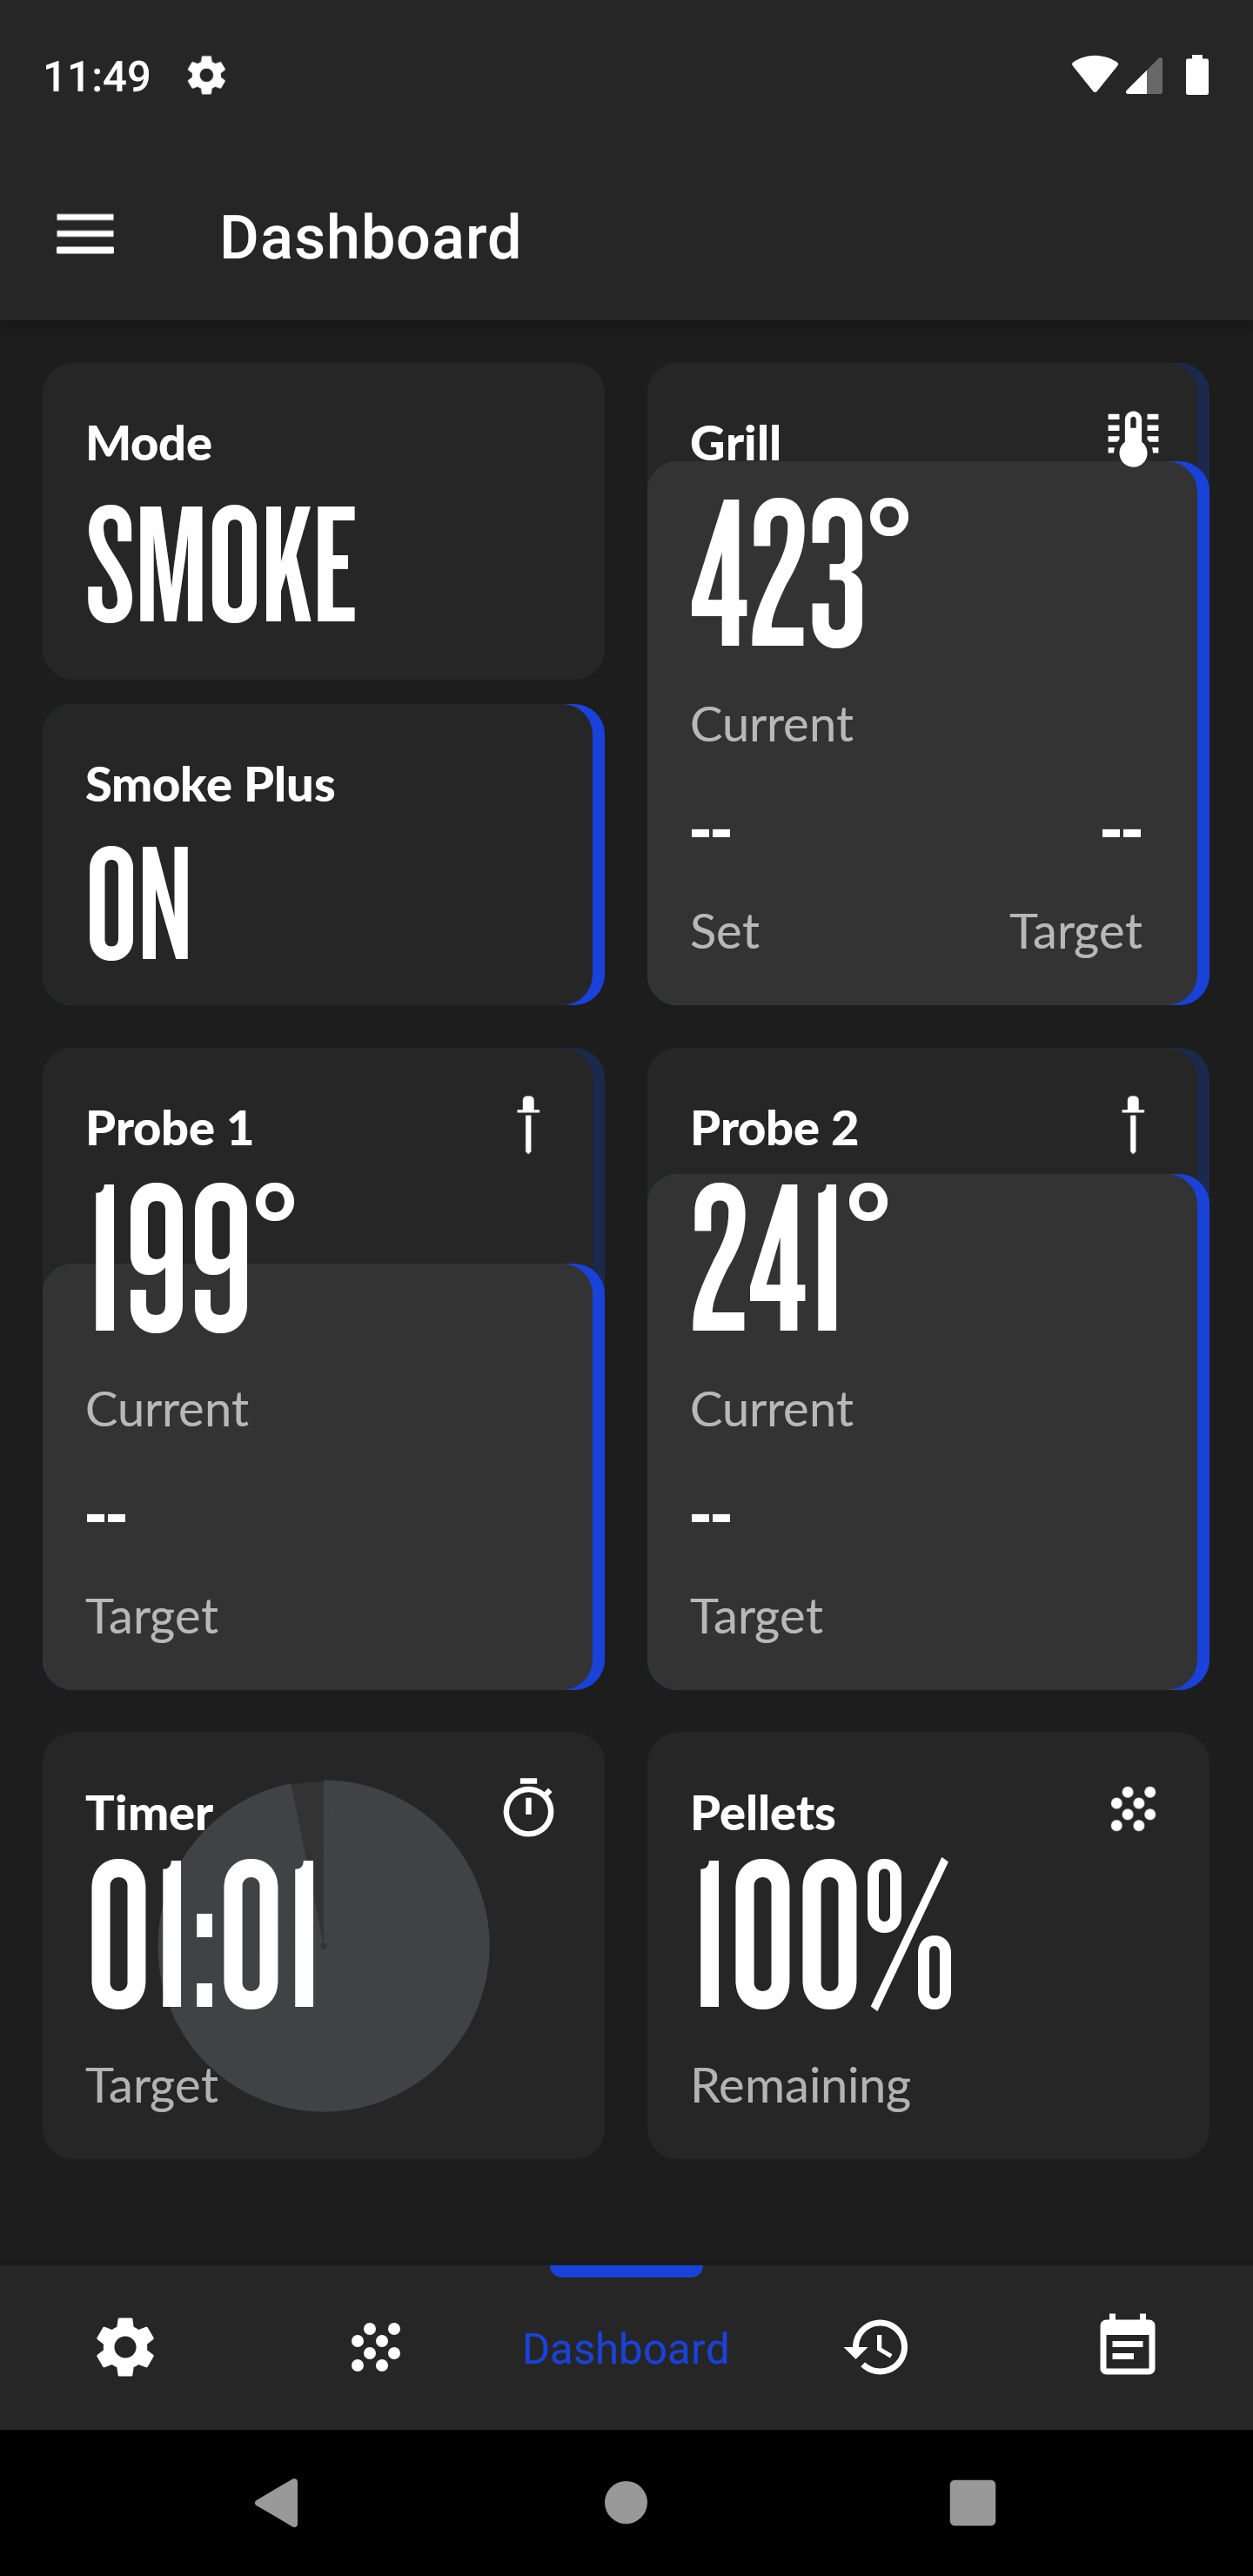 11:49
Dashboard
Mode
SMOKE
Smoke Plus
ON
Grill
423°
Current
-- --
Set Target
Probe 1
199°
Current
--
Target
Probe 2
241°
Current
--
Target
Timer
01:01
Target
Pellets
100%
Remaining
Dashboard